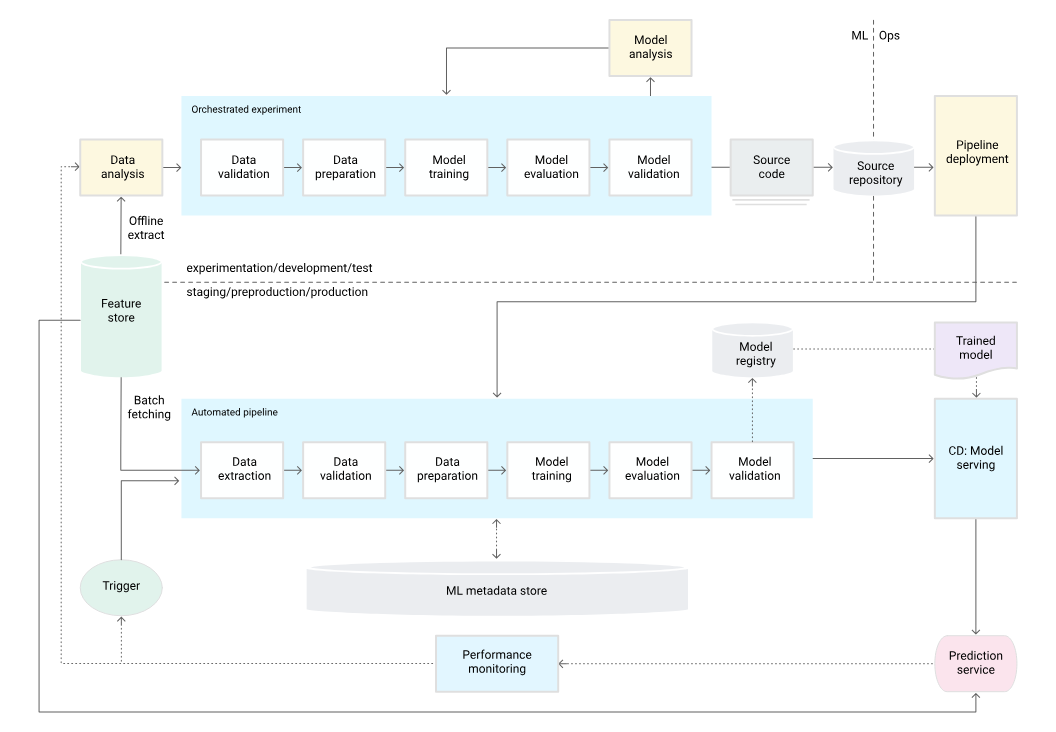 Model
analysis
ML
Ops
Orchestrated experiment
Data
analysis
Data
validation
Data
preparation
Model
training
Model
evaluation
Model
validation
Source
code
Source
repository
Pipeline
deployment
Offline
extract
experimentation/development/test
staging/preproduction/production
Feature
store
Model
registry
Trained
model
Batch
fetching
Automated pipeline
Data
extraction
Data
validation
Data
preparation
Model
training
Model
evaluation
Model
validation
CD: Model
serving
Trigger
ML metadata store
Performance
monitoring
Prediction
service